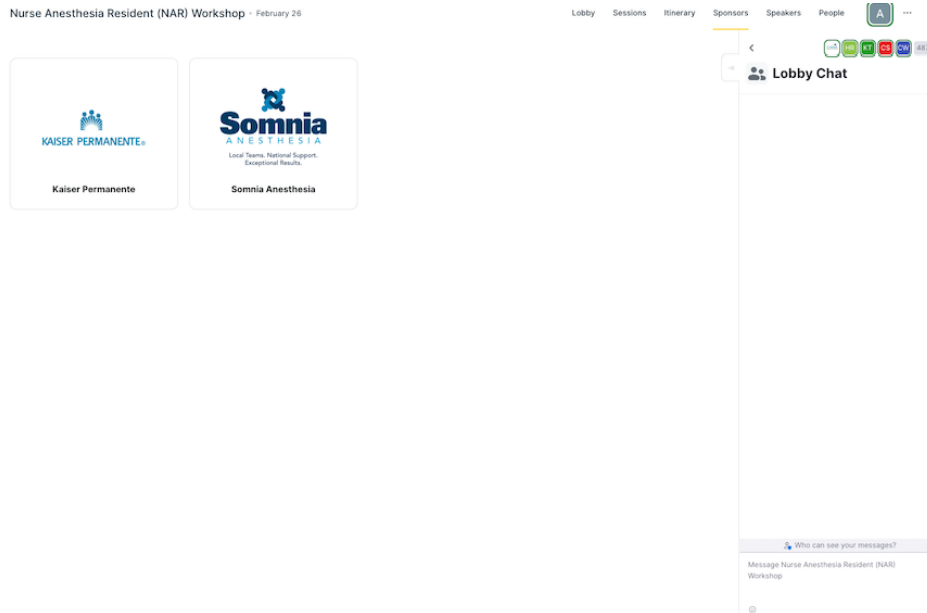 Nurse Anesthesia Resident (NAR) Workshop · February 26
Lobby Sessions Itinerary Sponsors Speakers People A ...
HR KT CS CW 487
Lobby Chat
KAISER PERMANENTE®
Kaiser Permanente
Somnia
ANESTHESIA
Local Teams. National Support.
Exceptional Results.
Somnia Anesthesia
Who can see your messages?
Message Nurse Anesthesia Resident (NAR)
Workshop